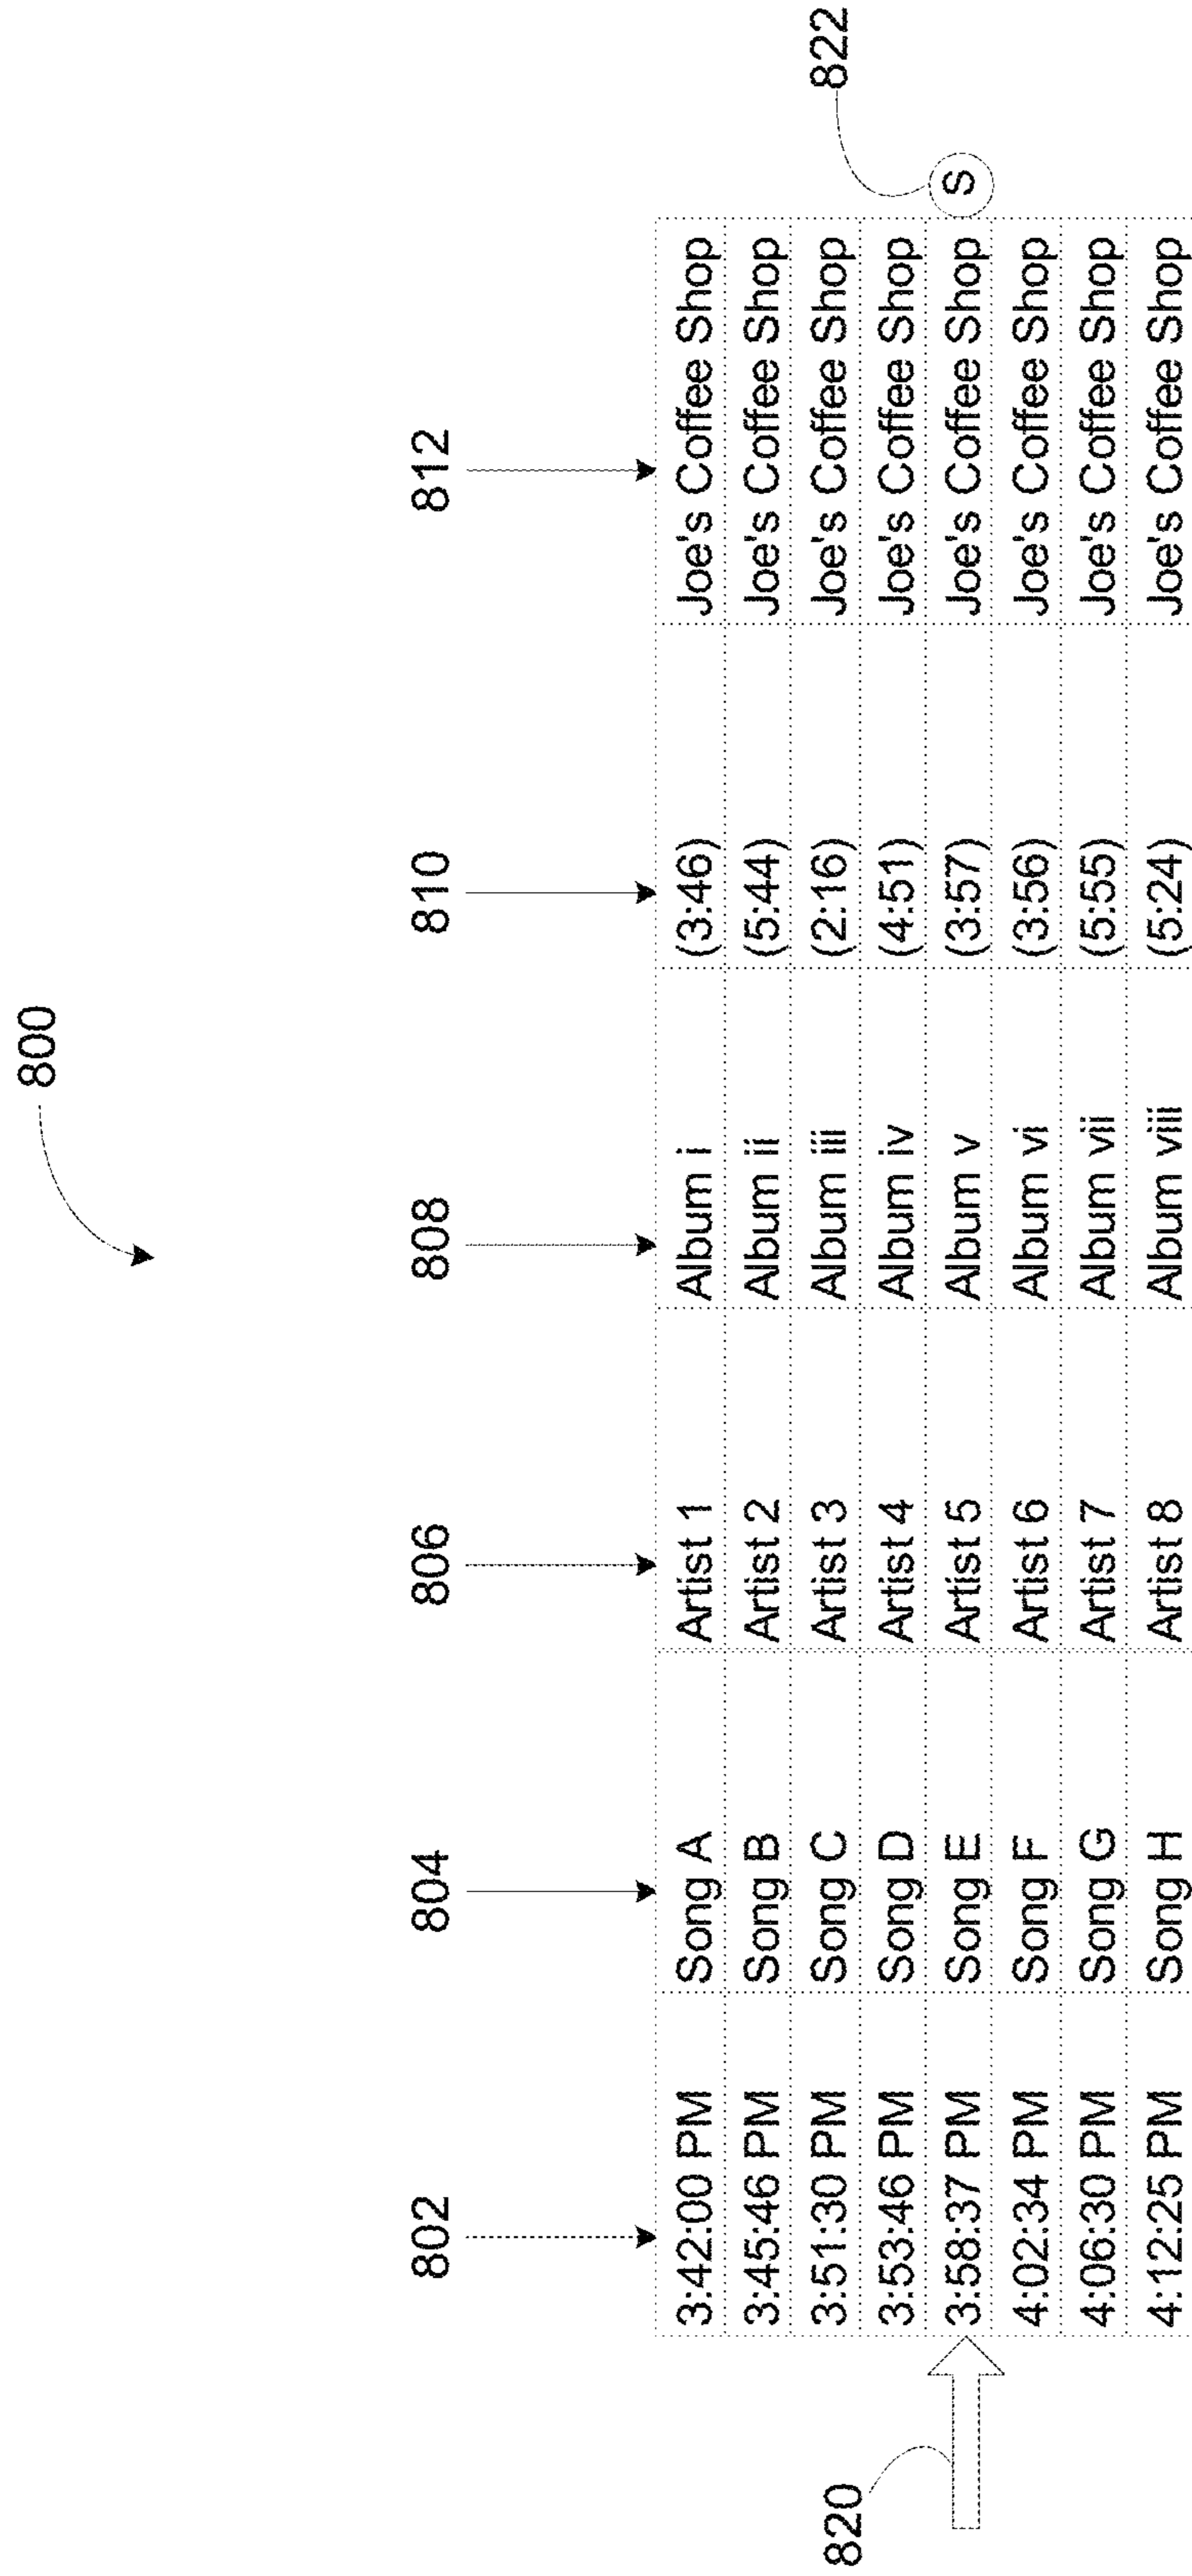 800
802 804 806 808 810 812
3:42:00 PM Song A Artist 1 Album i (3:46) Joe's Coffee Shop
3:45:46 PM Song B Artist 2 Album ii (5:44) Joe's Coffee Shop
3:51:30 PM Song C Artist 3 Album iii (2:16) Joe's Coffee Shop
3:53:46 PM Song D Artist 4 Album iv (4:51) Joe's Coffee Shop
820
3:58:37 PM Song E Artist 5 Album v (3:57) Joe's Coffee Shop S
822
4:02:34 PM Song F Artist 6 Album vi (3:56) Joe's Coffee Shop
4:06:30 PM Song G Artist 7 Album vii (5:55) Joe's Coffee Shop
4:12:25 PM Song H Artist 8 Album viii (5:24) Joe's Coffee Shop